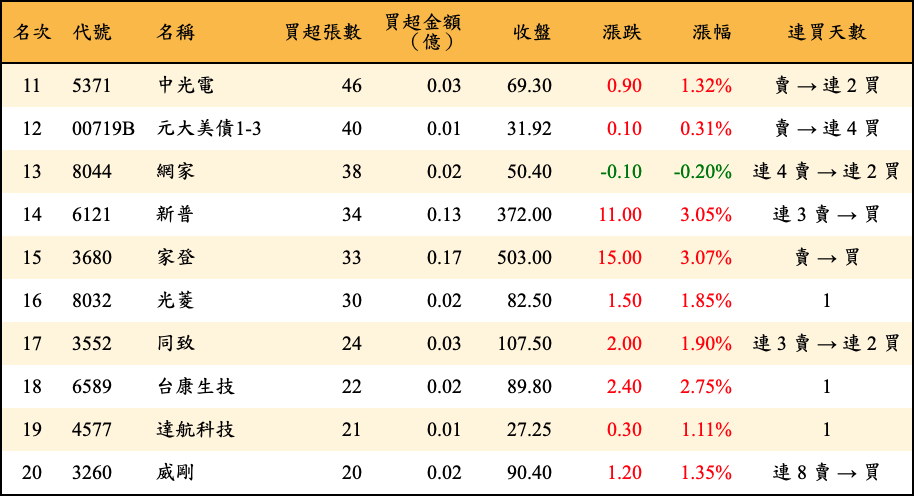 名次 代號 名稱 買超張數 買超金額（億） 收盤 漲跌 漲幅 連買天數
11 5371 中光電 46 0.03 69.30 0.90 1.32% 賣→連2買
12 00719B 元大美債1-3 40 0.01 31.92 0.10 0.31% 賣→連4買
13 8044 網家 38 0.02 50.40 -0.10 -0.20% 連4賣→連2買
14 6121 新普 34 0.13 372.00 11.00 3.05% 連3賣→買
15 3680 家登 33 0.17 503.00 15.00 3.07% 賣→買
16 8032 光菱 30 0.02 82.50 1.50 1.85% 1
17 3552 同致 24 0.03 107.50 2.00 1.90% 連3賣→連2買
18 6589 台康生技 22 0.02 89.80 2.40 2.75% 1
19 4577 達航科技 21 0.01 27.25 0.30 1.11% 1
20 3260 威剛 20 0.02 90.40 1.20 1.35% 連8賣→買